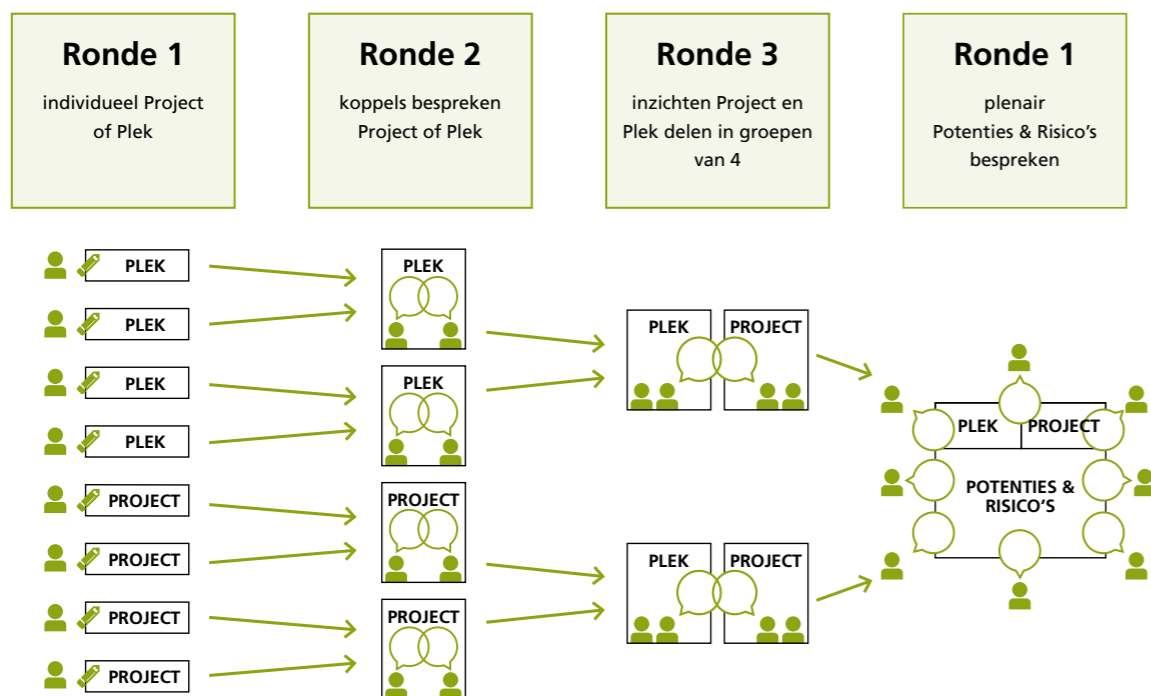 Ronde 1
individueel Project
of Plek
Ronde 2
koppels bespreken
Project of Plek
Ronde 3
inzichten Project en
Plek delen in groepen
van 4
Ronde 1
plenair
Potenties & Risico's
bespreken
PLEK
PLEK
PLEK
PLEK
PROJECT
PROJECT
PROJECT
PROJECT
PLEK
PLEK
PROJECT
PROJECT
PLEK PROJECT
PLEK PROJECT
PLEK PROJECT
POTENTIES &
RISICO'S